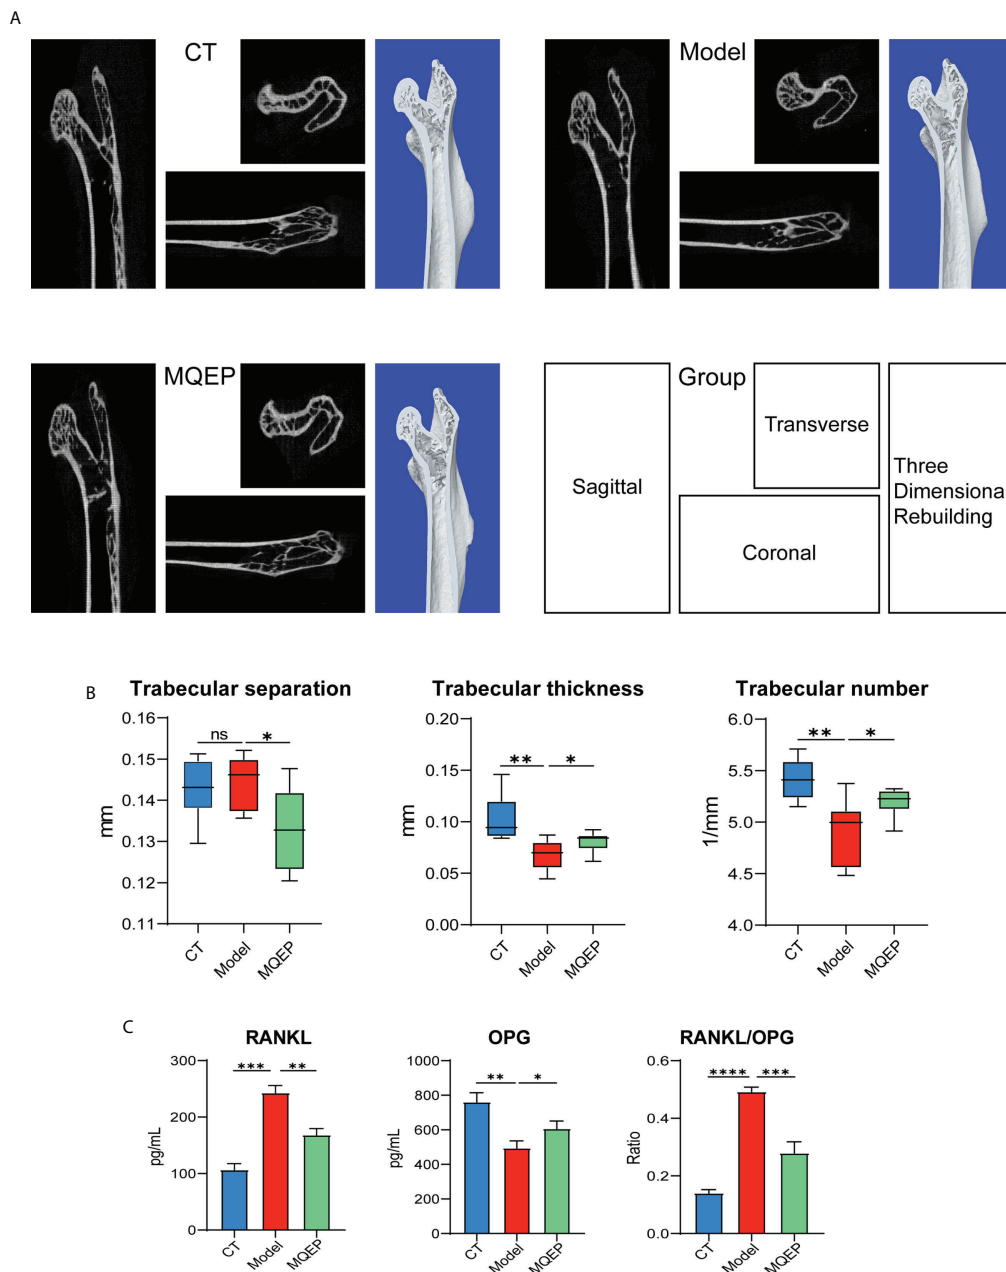 A
CT
Model
MQEP
Group
Sagittal
Transverse
Coronal
Three
Dimensiona
Rebuilding
B
Trabecular separation
0.16
0.15
0.14
0.13
0.12
0.11
mm
ns
*
CT
Model
MQEP
Trabecular thickness
0.20
0.15
0.10
0.05
0.00
mm
**
*
CT
Model
MQEP
Trabecular number
6.0
5.5
5.0
4.5
4.0
1/mm
**
*
CT
Model
MQEP
C
RANKL
300
200
100
0
pg/mL
***
**
CT
Model
MQEP
OPG
1000
800
600
400
200
0
pg/mL
**
*
CT
Model
MQEP
RANKL/OPG
0.6
0.4
0.2
0.0
Ratio
****
***
CT
Model
MQEP